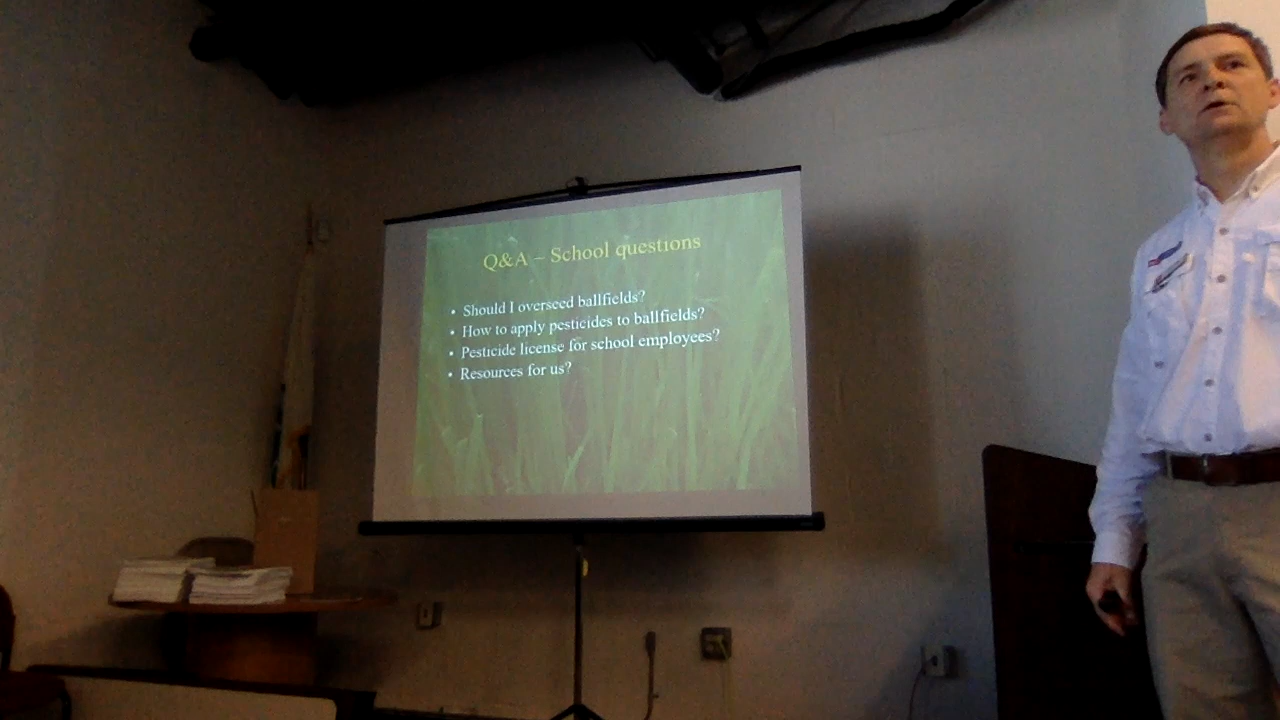 Q&A – School questions
• Should I overseed ballfields?
• How to apply pesticides to ballfields?
• Pesticide license for school employees?
• Resources for us?